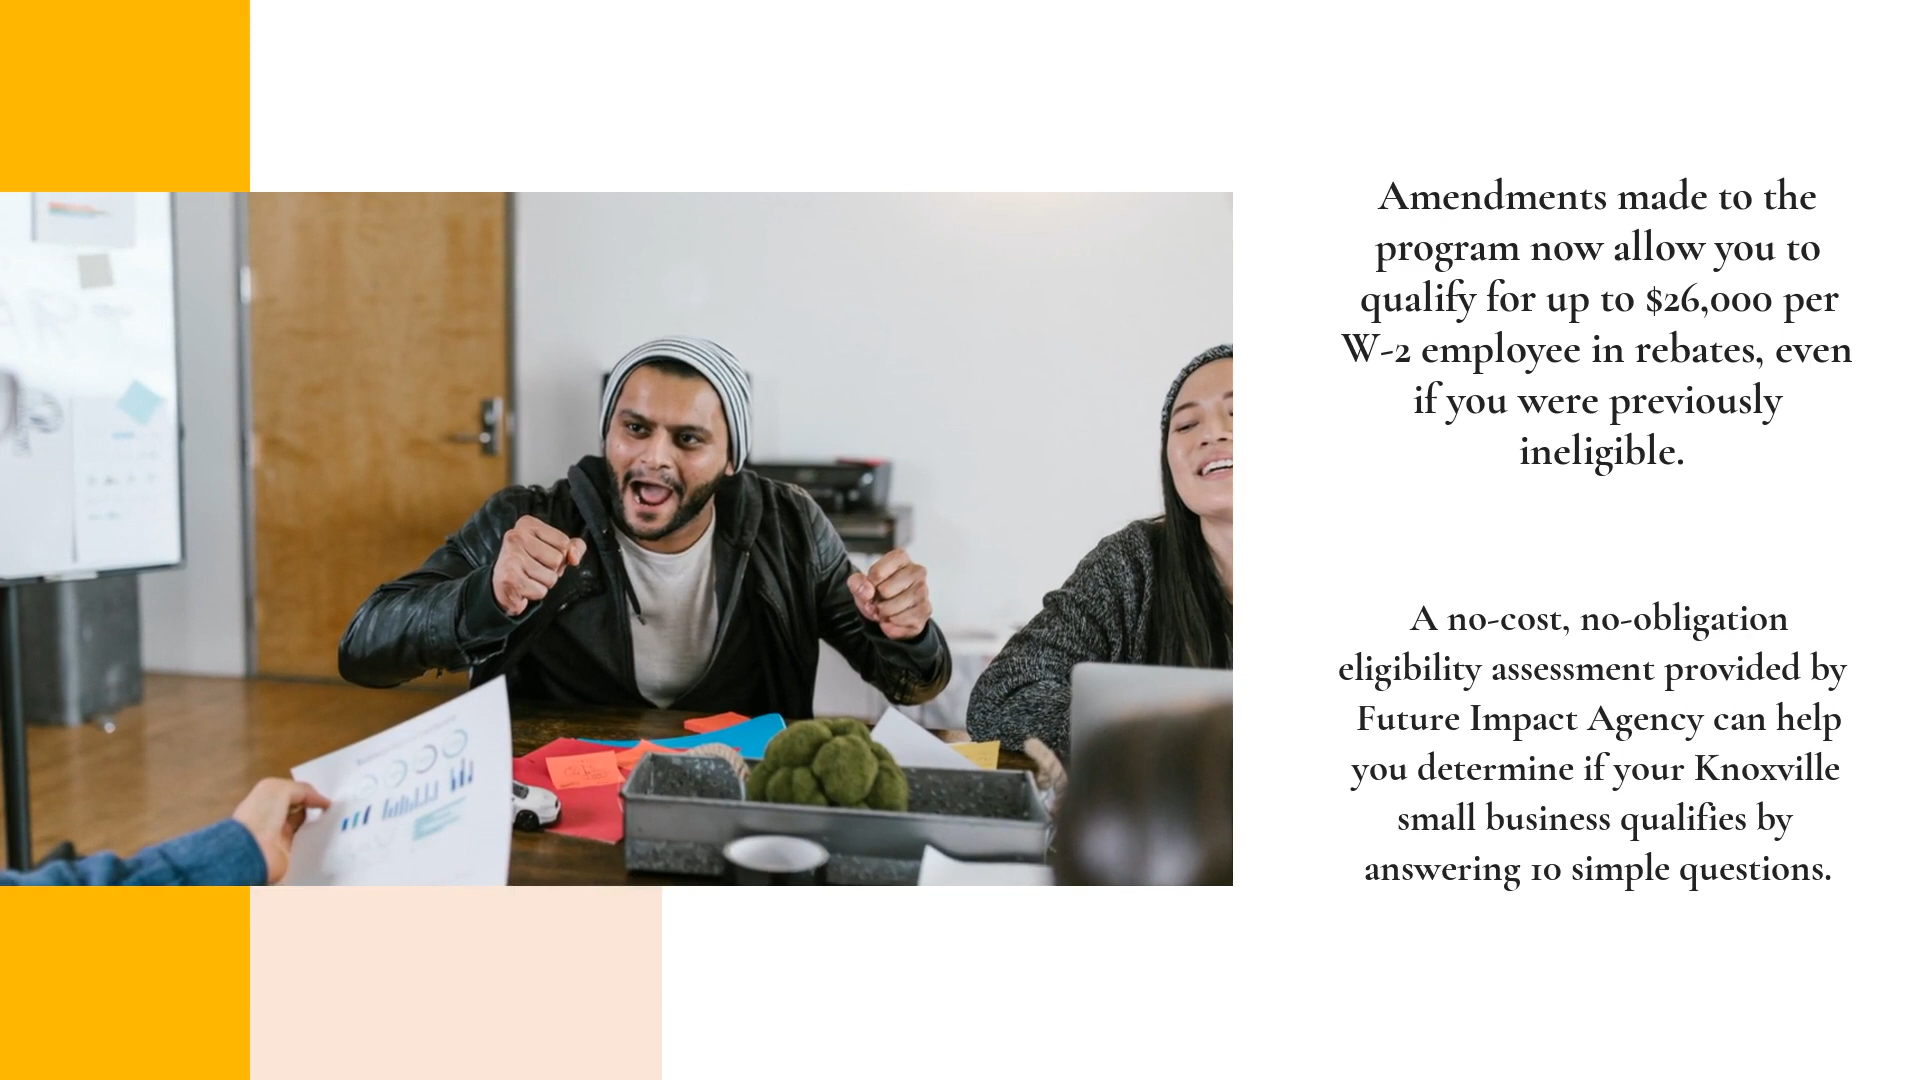 Amendments made to the
program now allow you to
qualify for up to $26,000 per
W-2 employee in rebates, even
if you were previously
ineligible.
A no-cost, no-obligation
eligibility assessment provided by
Future Impact Agency can help
you determine if your Knoxville
small business qualifies by
answering 10 simple questions.